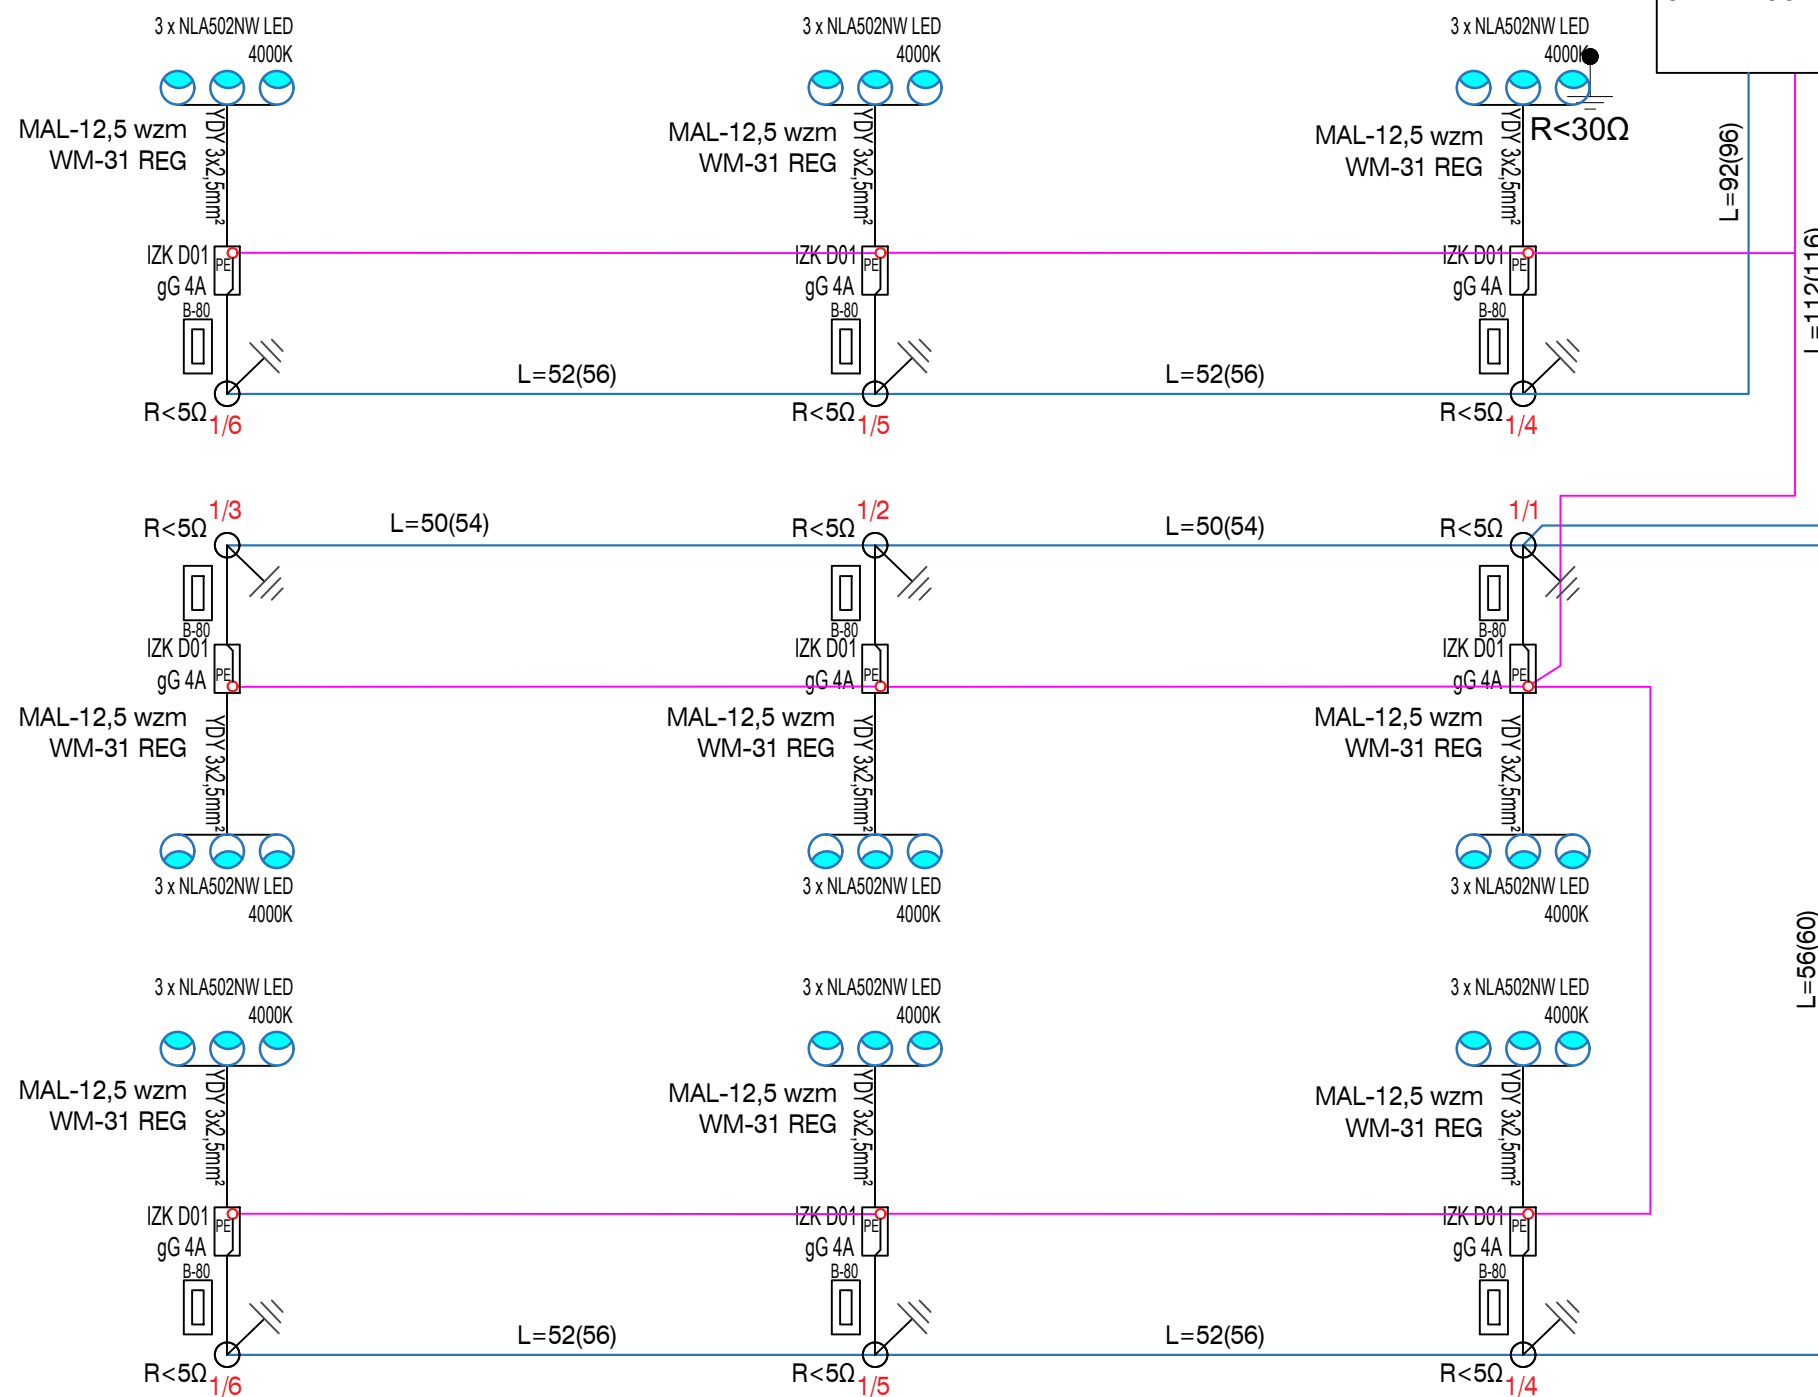 3 x NLA502NW LED
4000K
3 x NLA502NW LED
4000K
3 x NLA502NW LED
4000K
MAL-12,5 wzm
WM-31 REG
YDY 3x2,5mm²
MAL-12,5 wzm
WM-31 REG
YDY 3x2,5mm²
MAL-12,5 wzm
WM-31 REG
YDY 3x2,5mm²
R<30Ω
L=92(96)
L=112(116)
IZK D01
gG 4A
PE
B-80
IZK D01
gG 4A
PE
B-80
IZK D01
gG 4A
PE
B-80
L=52(56)
L=52(56)
R<5Ω
1/6
R<5Ω
1/5
R<5Ω
1/4
1/3
R<5Ω
L=50(54)
1/2
R<5Ω
L=50(54)
1/1
R<5Ω
B-80
IZK D01
gG 4A
PE
B-80
IZK D01
gG 4A
PE
B-80
IZK D01
gG 4A
PE
MAL-12,5 wzm
WM-31 REG
YDY 3x2,5mm²
MAL-12,5 wzm
WM-31 REG
YDY 3x2,5mm²
MAL-12,5 wzm
WM-31 REG
YDY 3x2,5mm²
3 x NLA502NW LED
4000K
3 x NLA502NW LED
4000K
3 x NLA502NW LED
4000K
L=56(60)
3 x NLA502NW LED
4000K
3 x NLA502NW LED
4000K
3 x NLA502NW LED
4000K
MAL-12,5 wzm
WM-31 REG
YDY 3x2,5mm²
MAL-12,5 wzm
WM-31 REG
YDY 3x2,5mm²
MAL-12,5 wzm
WM-31 REG
YDY 3x2,5mm²
IZK D01
gG 4A
PE
B-80
IZK D01
gG 4A
PE
B-80
IZK D01
gG 4A
PE
B-80
L=52(56)
L=52(56)
R<5Ω
1/6
R<5Ω
1/5
R<5Ω
1/4